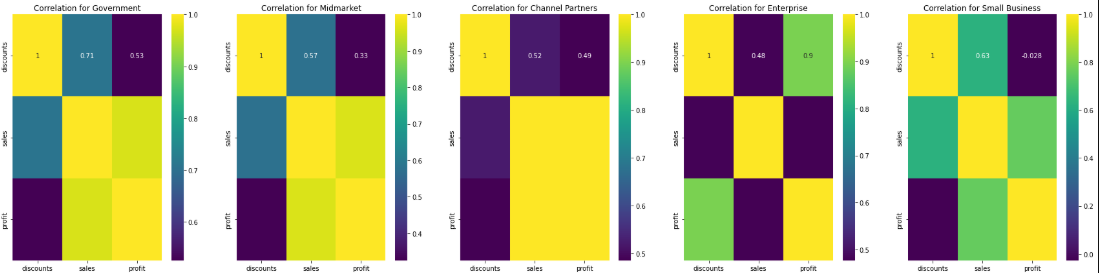 Correlation for Government
1
0.71
0.53
discounts
sales
profit
discounts
sales
profit
1.0
0.9
0.8
0.7
0.6
Correlation for Midmarket
1
0.57
0.33
discounts
sales
profit
discounts
sales
profit
1.0
0.9
0.8
0.7
0.6
0.5
0.4
Correlation for Channel Partners
1
0.52
0.49
discounts
sales
profit
discounts
sales
profit
1.0
0.9
0.8
0.7
0.6
0.5
Correlation for Enterprise
1
0.48
0.9
discounts
sales
profit
discounts
sales
profit
1.0
0.9
0.8
0.7
0.6
0.5
Correlation for Small Business
1
0.63
-0.028
discounts
sales
profit
discounts
sales
profit
1.0
0.8
0.6
0.4
0.2
0.0